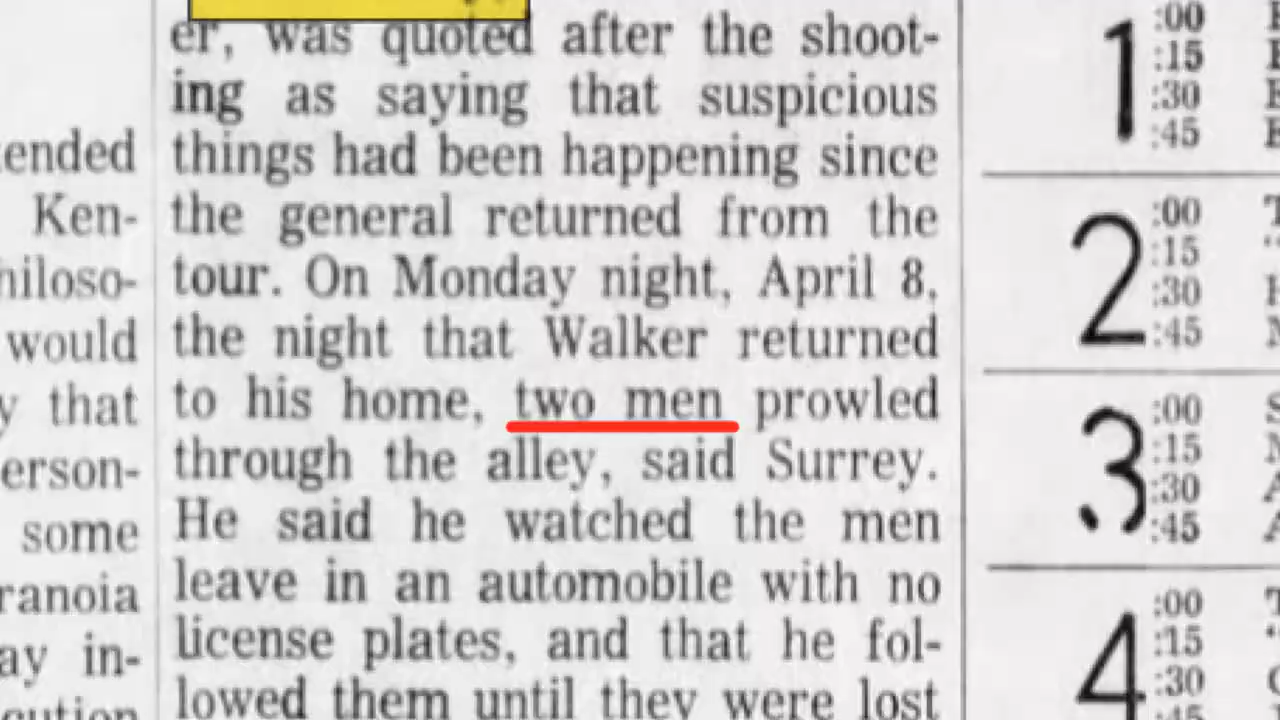 tended
Ken-
hiloso-
would
y that
erson-
some
ranoia
ay in-
cution
er, was quoted after the shoot-
ing as saying that suspicious
things had been happening since
the general returned from the
tour. On Monday night, April 8,
the night that Walker returned
to his home, two men prowled
through the alley, said Surrey.
He said he watched the men
leave in an automobile with no
license plates, and that he fol-
lowed them until they were lost
1 :00
:15
:30
:45
2 :00
:15
:30
:45
3 :00
:15
:30
:45
4 :00
:15
:30
:45